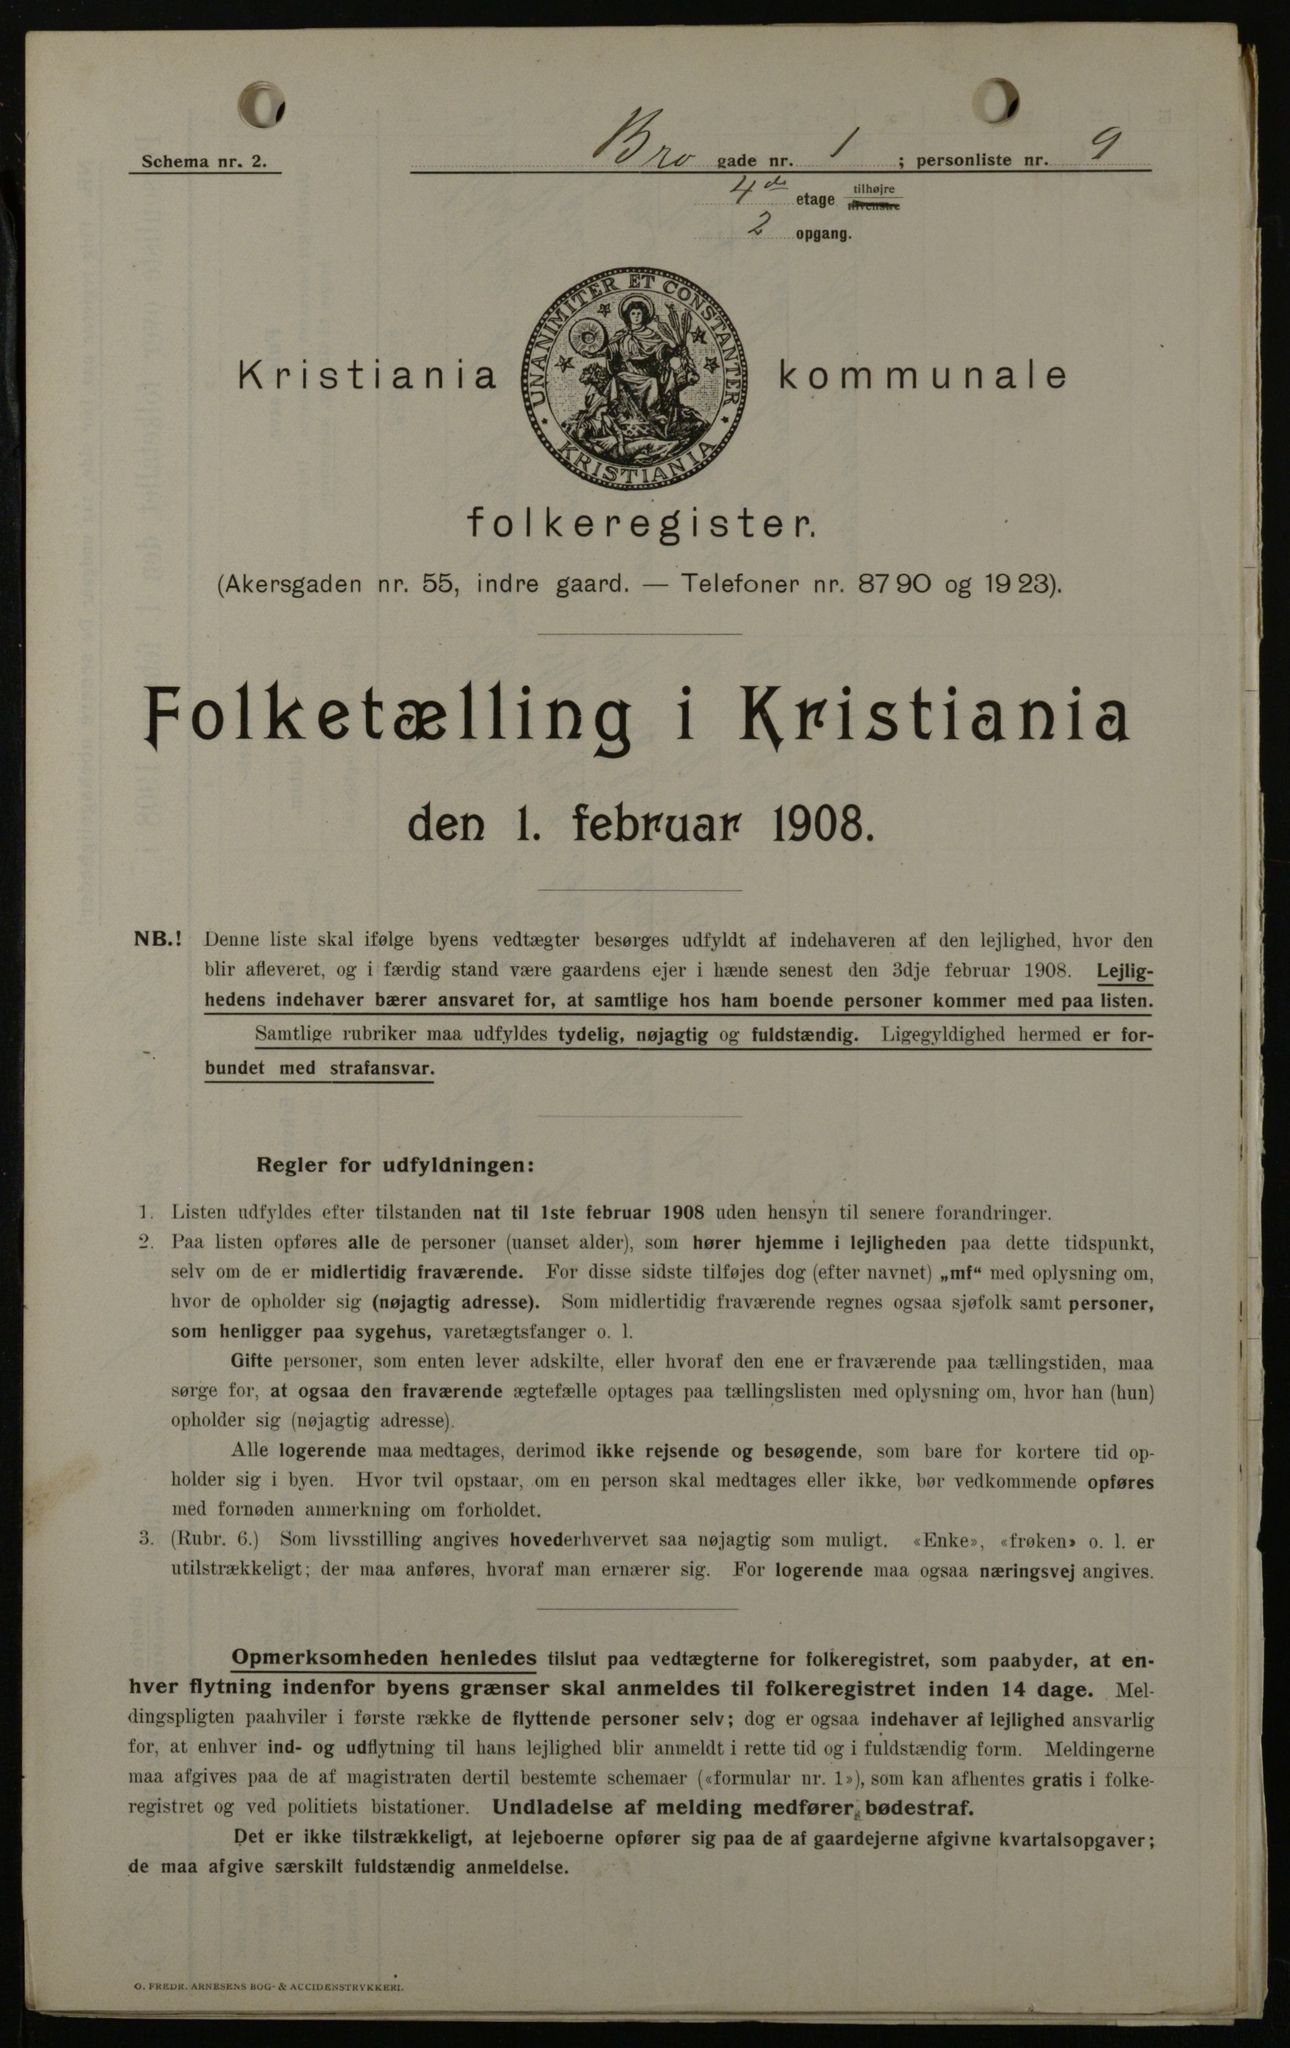 Schema nr. 2.
Bro gade nr. 1 ; personliste nr. 9
4de etage tilhøjre
tilvenstre
2 opgang.
UNANIMITER ET CONSTANTER
KRISTIANIA
Kristiania kommunale
folkeregister.
(Akersgaden nr. 55, indre gaard. — Telefoner nr. 87 90 og 19 23).
Folketælling i Kristiania
den 1. februar 1908.
NB.! Denne liste skal ifølge byens vedtægter besørges udfyldt af indehaveren af den lejlighed, hvor den
blir afleveret, og i færdig stand være gaardens ejer i hænde senest den 3dje februar 1908. Lejlig-
hedens indehaver bærer ansvaret for, at samtlige hos ham boende personer kommer med paa listen.
Samtlige rubriker maa udfyldes tydelig, nøjagtig og fuldstændig. Ligegyldighed hermed er for-
bundet med strafansvar.
Regler for udfyldningen:
1. Listen udfyldes efter tilstanden nat til 1ste februar 1908 uden hensyn til senere forandringer.
2. Paa listen opføres alle de personer (uanset alder), som hører hjemme i lejligheden paa dette tidspunkt,
selv om de er midlertidig fraværende. For disse sidste tilføjes dog (efter navnet) „mf“ med oplysning om,
hvor de opholder sig (nøjagtig adresse). Som midlertidig fraværende regnes ogsaa sjøfolk samt personer,
som henligger paa sygehus, varetægtsfanger o. l.
Gifte personer, som enten lever adskilte, eller hvoraf den ene er fraværende paa tællingstiden, maa
sørge for, at ogsaa den fraværende ægtefælle optages paa tællingslisten med oplysning om, hvor han (hun)
opholder sig (nøjagtig adresse).
Alle logerende maa medtages, derimod ikke rejsende og besøgende, som bare for kortere tid op-
holder sig i byen. Hvor tvil opstaar, om en person skal medtages eller ikke, bør vedkommende opføres
med fornøden anmerkning om forholdet.
3. (Rubr. 6.) Som livsstilling angives hovederhvervet saa nøjagtig som muligt. «Enke», «frøken» o. l. er
utilstrækkeligt; der maa anføres, hvoraf man ernærer sig. For logerende maa ogsaa næringsvej angives.
Opmerksomheden henledes tilslut paa vedtægterne for folkeregistret, som paabyder, at en-
hver flytning indenfor byens grænser skal anmeldes til folkeregistret inden 14 dage. Mel-
dingspligten paahviler i første række de flyttende personer selv; dog er ogsaa indehaver af lejlighed ansvarlig
for, at enhver ind- og udflytning til hans lejlighed blir anmeldt i rette tid og i fuldstændig form. Meldingerne
maa afgives paa de af magistraten dertil bestemte schemaer («formular nr. 1»), som kan afhentes gratis i folke-
registret og ved politiets bistationer. Undladelse af melding medfører bødestraf.
Det er ikke tilstrækkeligt, at lejeboerne opfører sig paa de af gaardejerne afgivne kvartalsopgaver;
de maa afgive særskilt fuldstændig anmeldelse.
O. FREDR. ARNESENS BOG- & ACCIDENSTRYKKERI.